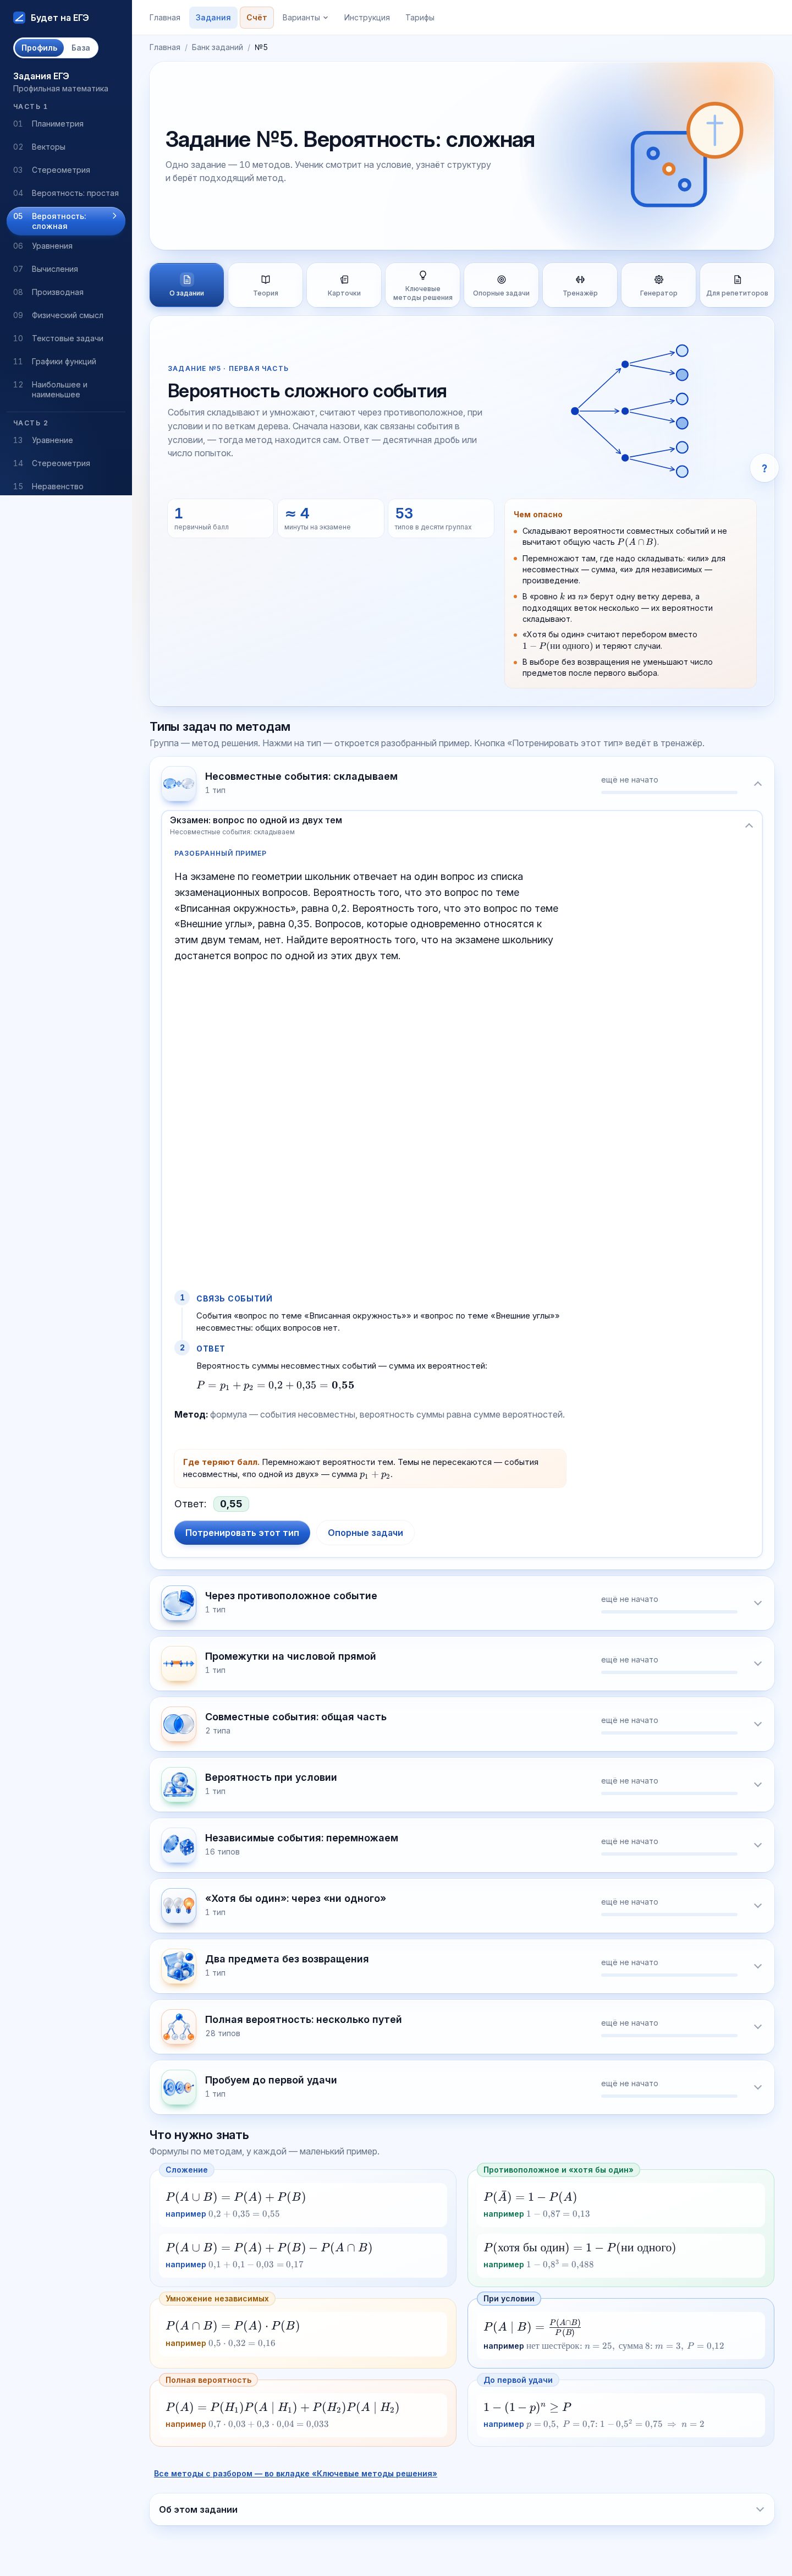 Будет на ЕГЭ
Профиль База
Задания ЕГЭ
Профильная математика
ЧАСТЬ 1
01 Планиметрия
02 Векторы
03 Стереометрия
04 Вероятность: простая
05 Вероятность:
сложная
06 Уравнения
07 Вычисления
08 Производная
09 Физический смысл
10 Текстовые задачи
11 Графики функций
12 Наибольшее и
наименьшее
ЧАСТЬ 2
13 Уравнение
14 Стереометрия
15 Неравенство
Главная Задания Счёт Варианты Инструкция Тарифы
Главная / Банк заданий / №5
Задание №5. Вероятность: сложная
Одно задание — 10 методов. Ученик смотрит на условие, узнаёт структуру
и берёт подходящий метод.
О задании
Теория
Карточки
Ключевые
методы решения
Опорные задачи
Тренажёр
Генератор
Для репетиторов
ЗАДАНИЕ №5 · ПЕРВАЯ ЧАСТЬ
Вероятность сложного события
События складывают и умножают, считают через противоположное, при
условии и по веткам дерева. Сначала назови, как связаны события в
условии, — тогда метод находится сам. Ответ — десятичная дробь или
число попыток.
?
1
первичный балл
≈ 4
минуты на экзамене
53
типов в десяти группах
Чем опасно
Складывают вероятности совместных событий и не
вычитают общую часть P(A ∩ B).
Перемножают там, где надо складывать: «или» для
несовместных — сумма, «и» для независимых —
произведение.
В «ровно k из n» берут одну ветку дерева, а
подходящих веток несколько — их вероятности
складывают.
«Хотя бы один» считают перебором вместо
1 − P(ни одного) и теряют случаи.
В выборе без возвращения не уменьшают число
предметов после первого выбора.
Типы задач по методам
Группа — метод решения. Нажми на тип — откроется разобранный пример. Кнопка «Потренировать этот тип» ведёт в тренажёр.
Несовместные события: складываем
1 тип
ещё не начато
Экзамен: вопрос по одной из двух тем
Несовместные события: складываем
РАЗОБРАННЫЙ ПРИМЕР
На экзамене по геометрии школьник отвечает на один вопрос из списка
экзаменационных вопросов. Вероятность того, что это вопрос по теме
«Вписанная окружность», равна 0,2. Вероятность того, что это вопрос по теме
«Внешние углы», равна 0,35. Вопросов, которые одновременно относятся к
этим двум темам, нет. Найдите вероятность того, что на экзамене школьнику
достанется вопрос по одной из этих двух тем.
1 СВЯЗЬ СОБЫТИЙ
События «вопрос по теме «Вписанная окружность»» и «вопрос по теме «Внешние углы»»
несовместны: общих вопросов нет.
2 ОТВЕТ
Вероятность суммы несовместных событий — сумма их вероятностей:
P = p₁ + p₂ = 0,2 + 0,35 = 0,55
Метод: формула — события несовместны, вероятность суммы равна сумме вероятностей.
Где теряют балл. Перемножают вероятности тем. Темы не пересекаются — события
несовместны, «по одной из двух» — сумма p₁ + p₂.
Ответ: 0,55
Потренировать этот тип Опорные задачи
Через противоположное событие
1 тип
ещё не начато
Промежутки на числовой прямой
1 тип
ещё не начато
Совместные события: общая часть
2 типа
ещё не начато
Вероятность при условии
1 тип
ещё не начато
Независимые события: перемножаем
16 типов
ещё не начато
«Хотя бы один»: через «ни одного»
1 тип
ещё не начато
Два предмета без возвращения
1 тип
ещё не начато
Полная вероятность: несколько путей
28 типов
ещё не начато
Пробуем до первой удачи
1 тип
ещё не начато
Что нужно знать
Формулы по методам, у каждой — маленький пример.
Сложение
P(A ∪ B) = P(A) + P(B)
например 0,2 + 0,35 = 0,55
P(A ∪ B) = P(A) + P(B) − P(A ∩ B)
например 0,1 + 0,1 − 0,03 = 0,17
Противоположное и «хотя бы один»
P(Ā) = 1 − P(A)
например 1 − 0,87 = 0,13
P(хотя бы один) = 1 − P(ни одного)
например 1 − 0,8³ = 0,488
Умножение независимых
P(A ∩ B) = P(A) · P(B)
например 0,5 · 0,32 = 0,16
При условии
P(A | B) = P(A∩B) / P(B)
например нет шестёрок: n = 25, сумма 8: m = 3, P = 0,12
Полная вероятность
P(A) = P(H₁)P(A | H₁) + P(H₂)P(A | H₂)
например 0,7 · 0,03 + 0,3 · 0,04 = 0,033
До первой удачи
1 − (1 − p)ⁿ ≥ P
например p = 0,5, P = 0,7: 1 − 0,5² = 0,75 ⇒ n = 2
Все методы с разбором — во вкладке «Ключевые методы решения»
Об этом задании